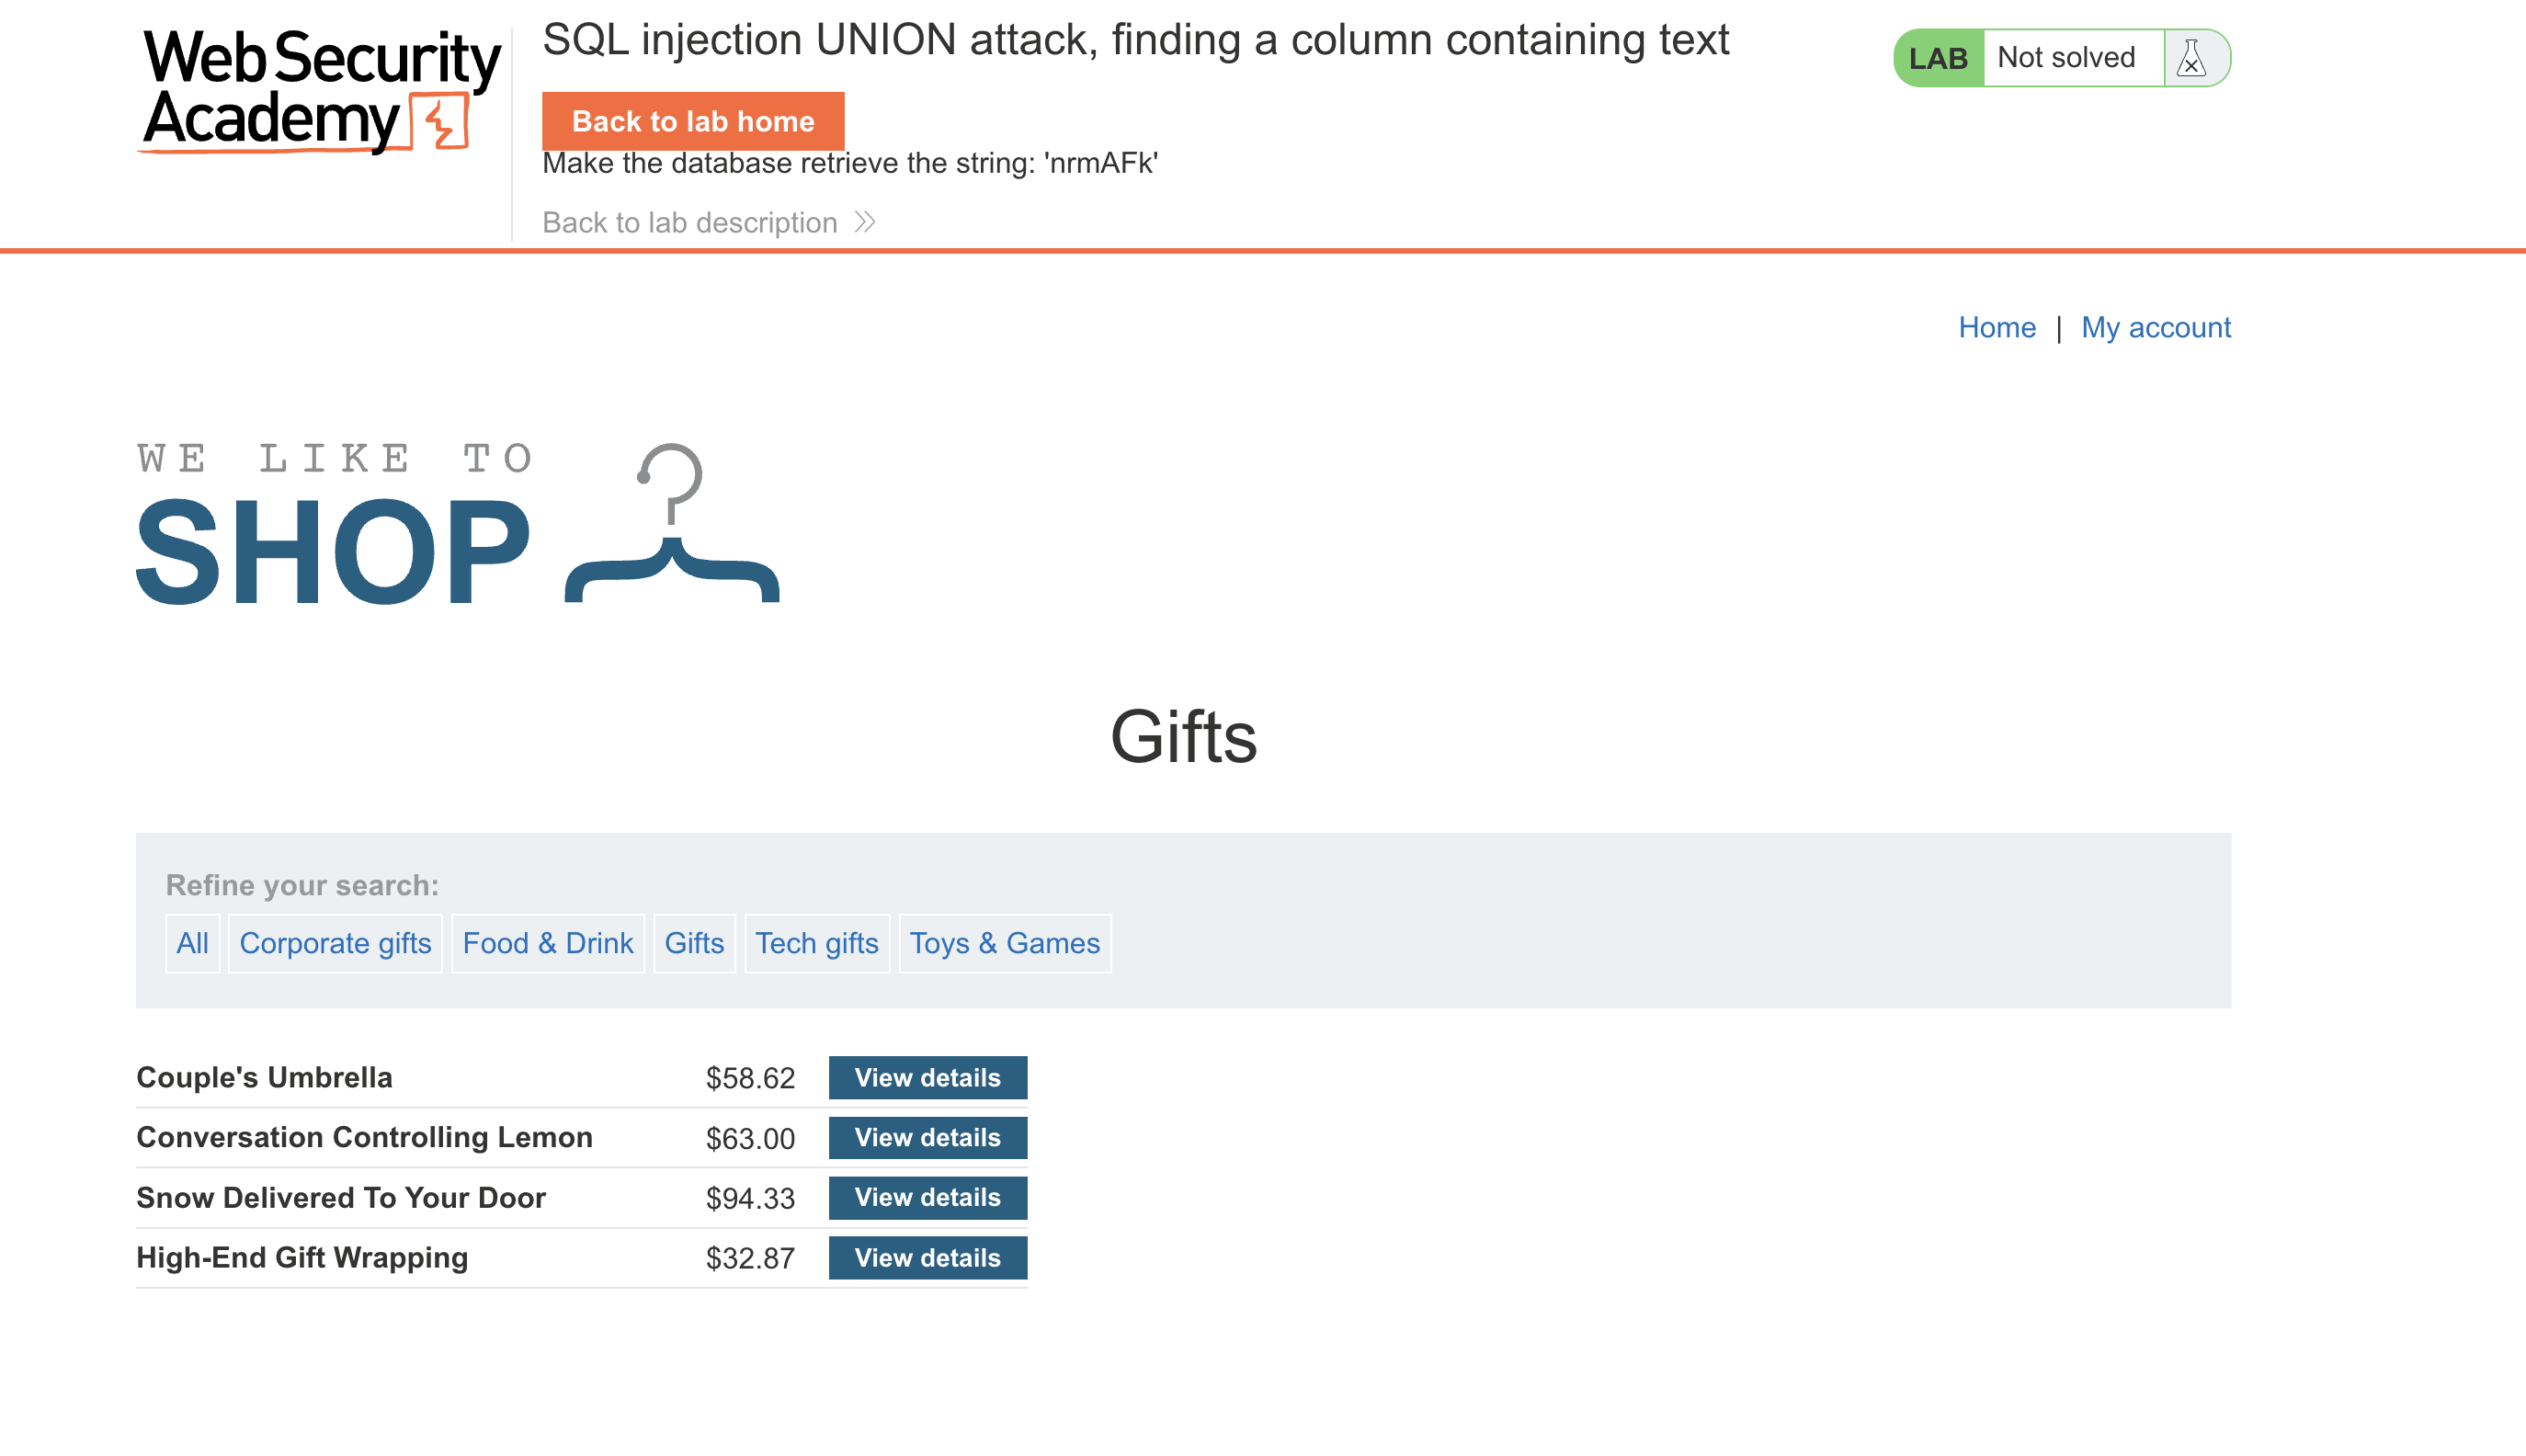 Web Security
Academy
SQL injection UNION attack, finding a column containing text
Back to lab home
Make the database retrieve the string: 'nrmAFk'
Back to lab description
LAB Not solved
Home | My account
WE LIKE TO
SHOP
Gifts
Refine your search:
All Corporate gifts Food & Drink Gifts Tech gifts Toys & Games
Couple's Umbrella $58.62 View details
Conversation Controlling Lemon $63.00 View details
Snow Delivered To Your Door $94.33 View details
High-End Gift Wrapping $32.87 View details